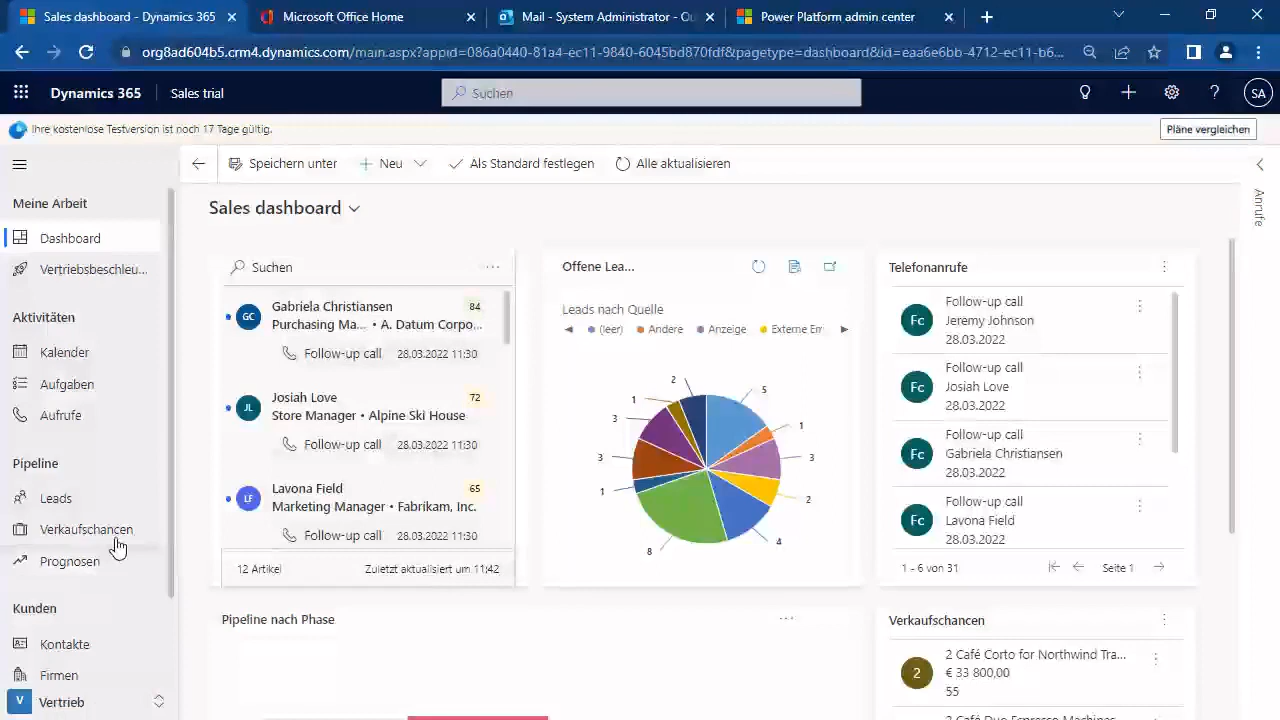 Sales dashboard - Dynamics 365
Microsoft Office Home
Mail - System Administrator - Ou
Power Platform admin center
org8ad604b5.crm4.dynamics.com/main.aspx?appid=086a0440-81a4-ec11-9840-6045bd870fdf&pagetype=dashboard&id=eaa6e6bb-4712-ec11-b6...
Dynamics 365
Sales trial
Suchen
SA
Ihre kostenlose Testversion ist noch 17 Tage gültig.
Pläne vergleichen
Speichern unter
Neu
Als Standard festlegen
Alle aktualisieren
Anrufe
Meine Arbeit
Dashboard
Vertriebsbeschleu...
Aktivitäten
Kalender
Aufgaben
Aufrufe
Pipeline
Leads
Verkaufschancen
Prognosen
Kunden
Kontakte
Firmen
V Vertrieb
Sales dashboard
Suchen
GC Gabriela Christiansen 84
Purchasing Ma... • A. Datum Corpo...
Follow-up call 28.03.2022 11:30
JL Josiah Love 72
Store Manager • Alpine Ski House
Follow-up call 28.03.2022 11:30
LF Lavona Field 65
Marketing Manager • Fabrikam, Inc.
Follow-up call 28.03.2022 11:30
12 Artikel
Zuletzt aktualisiert um 11:42
Offene Lea...
Leads nach Quelle
(leer) Andere Anzeige Externe Em
2
5
1
1
3
3
3
2
1
4
8
Telefonanrufe
Fc Follow-up call
Jeremy Johnson
28.03.2022
Fc Follow-up call
Josiah Love
28.03.2022
Fc Follow-up call
Gabriela Christiansen
28.03.2022
Fc Follow-up call
Lavona Field
28.03.2022
1 - 6 von 31
Seite 1
Pipeline nach Phase
Verkaufschancen
2 2 Café Corto for Northwind Tra...
€ 33 800,00
55
2 Café Duo Espresso Machines